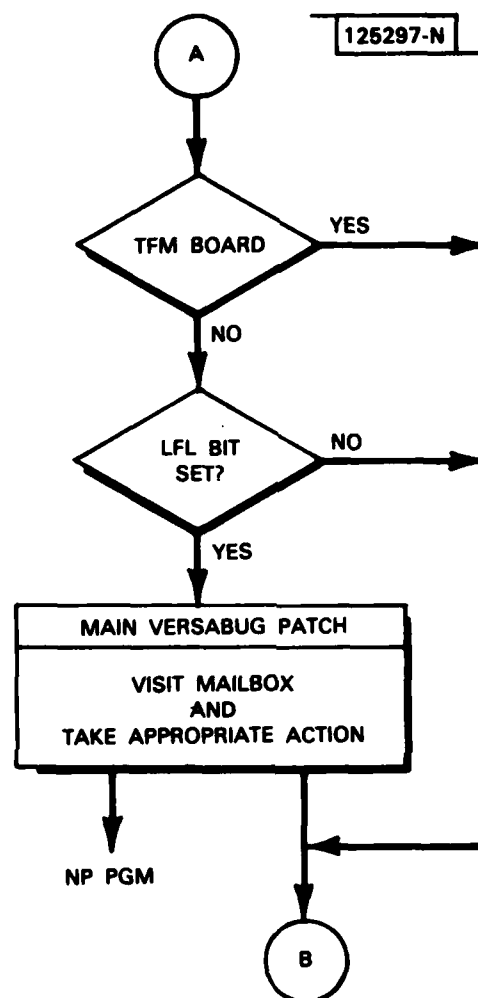 A
125297-N
TFM BOARD
YES
NO
LFL BIT
SET?
NO
YES
MAIN VERSABUG PATCH
VISIT MAILBOX
AND
TAKE APPROPRIATE ACTION
NP PGM
B